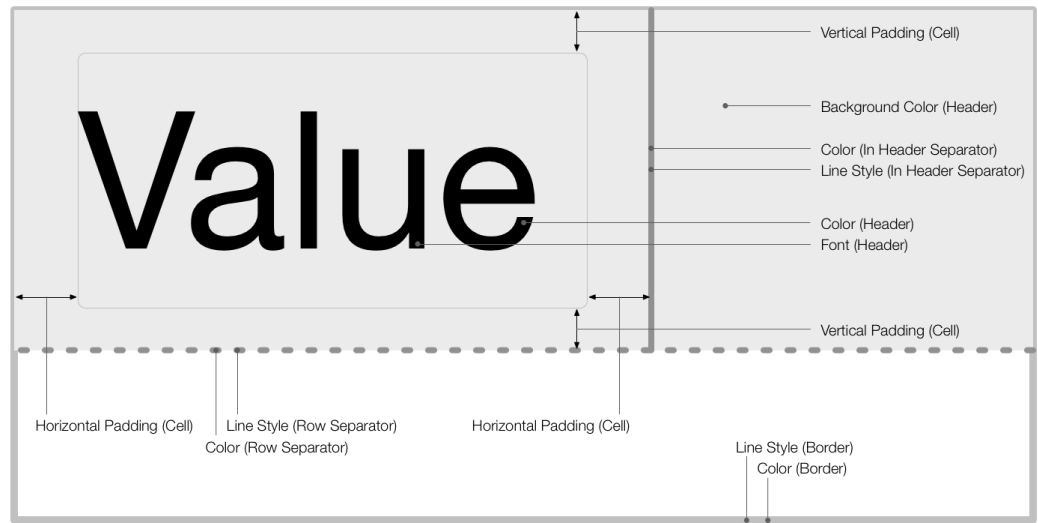 Vertical Padding (Cell)
Background Color (Header)
Color (In Header Separator)
Line Style (In Header Separator)
Value
Color (Header)
Font (Header)
Vertical Padding (Cell)
Horizontal Padding (Cell)
Line Style (Row Separator)
Horizontal Padding (Cell)
Color (Row Separator)
Line Style (Border)
Color (Border)